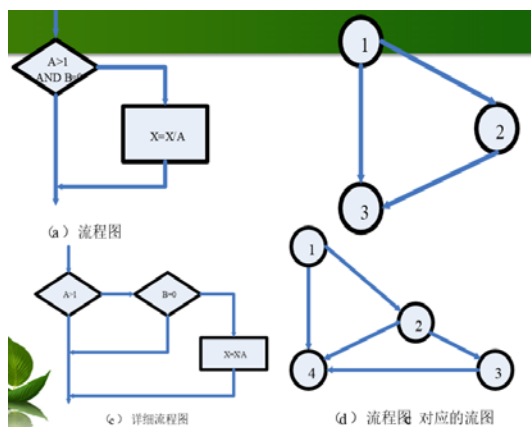 A>1
AND B=0
X=X/A
1
2
3
(a) 流程图
A>1
B=0
X=X/A
1
2
4
3
(c) 详细流程图
(d) 流程图c 对应的流图